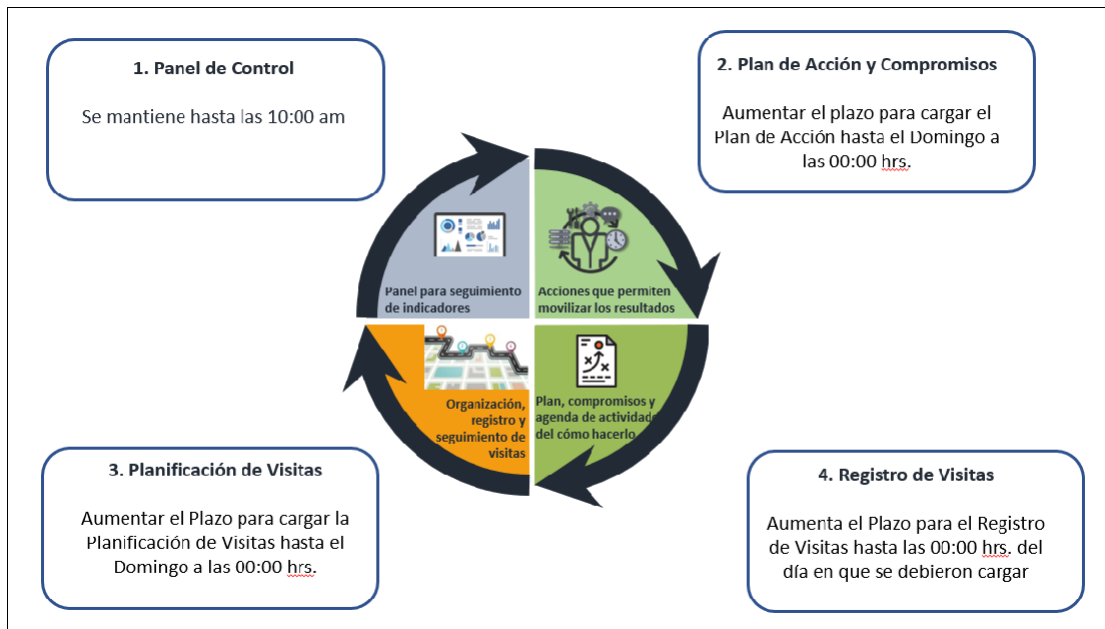 1. Panel de Control
Se mantiene hasta las 10:00 am
2. Plan de Acción y Compromisos
Aumentar el plazo para cargar el
Plan de Acción hasta el Domingo a
las 00:00 hrs.
Panel para seguimiento
de indicadores
Acciones que permiten
movilizar los resultados
Organización,
registro y
seguimiento de
visitas
Plan, compromisos y
agenda de actividade
del cómo hacerlo
3. Planificación de Visitas
Aumentar el Plazo para cargar la
Planificación de Visitas hasta el
Domingo a las 00:00 hrs.
4. Registro de Visitas
Aumenta el Plazo para el Registro
de Visitas hasta las 00:00 hrs. del
día en que se debieron cargar